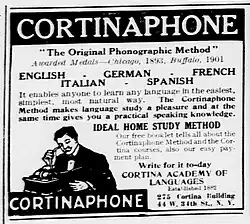 CORTINAPHONE
"The Original Phonographic Method"
Awarded Medals—Chicago, 1893, Buffalo, 1901
ENGLISH - GERMAN - FRENCH
ITALIAN - SPANISH
It enables anyone to learn any language in the easiest,
simplest, most natural way. The Cortinaphone
Method makes language study a pleasure and at the
same time gives you a practical speaking knowledge.
IDEAL HOME STUDY METHOD
Our free booklet tells all about the
Cortinaphone Method and the Cor-
tina courses, also our easy pay-
ment plan.
Write for it to-day
CORTINA ACADEMY OF
LANGUAGES
Established 1882
275 Cortina Building
44 W. 34th St., N. Y.
CORTINAPHONE